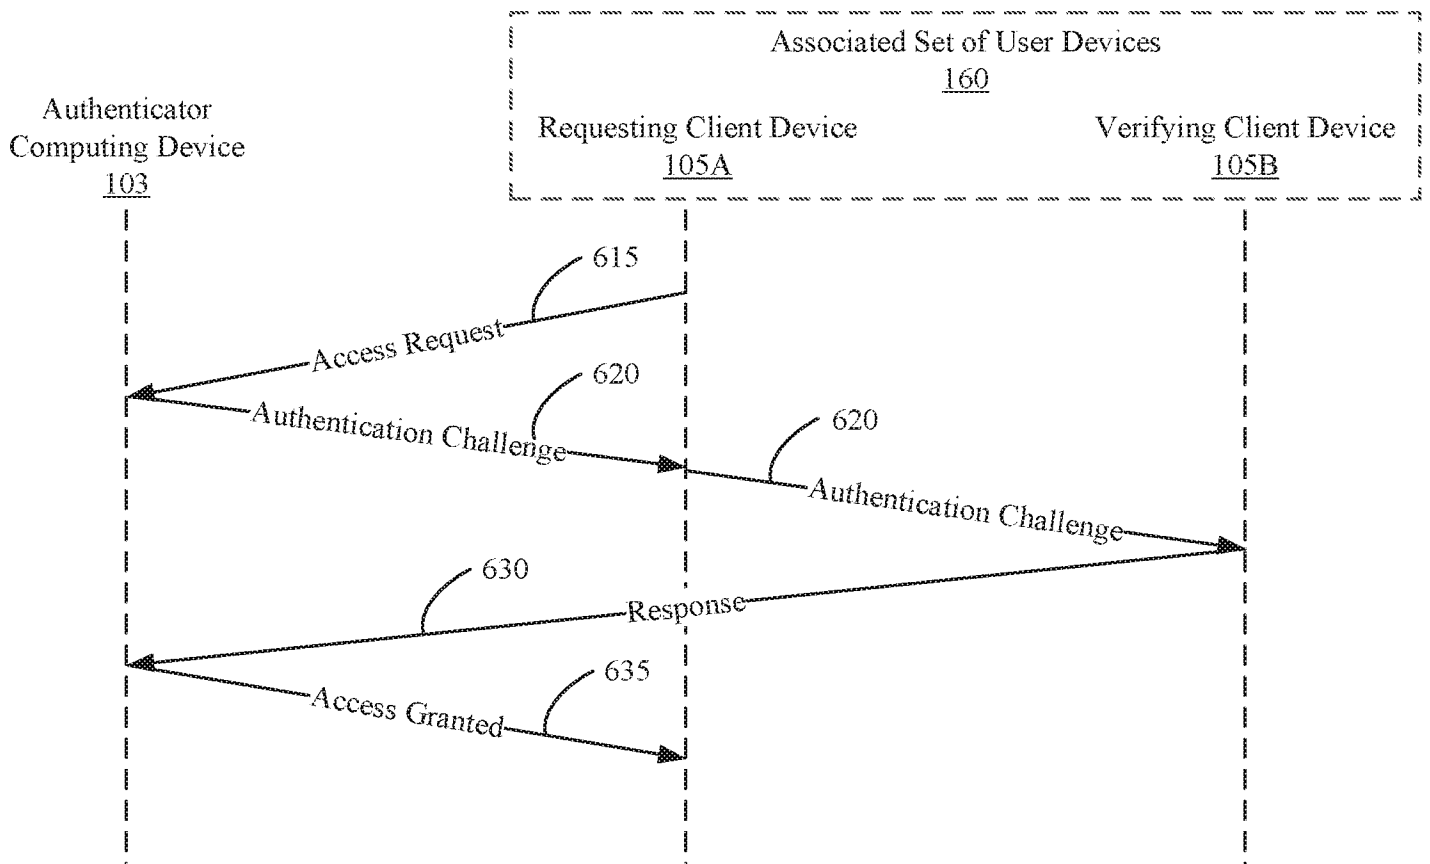 Associated Set of User Devices
160
Authenticator
Computing Device
103
Requesting Client Device
105A
Verifying Client Device
105B
615
Access Request
620
Authentication Challenge
620
Authentication Challenge
630
Response
635
Access Granted